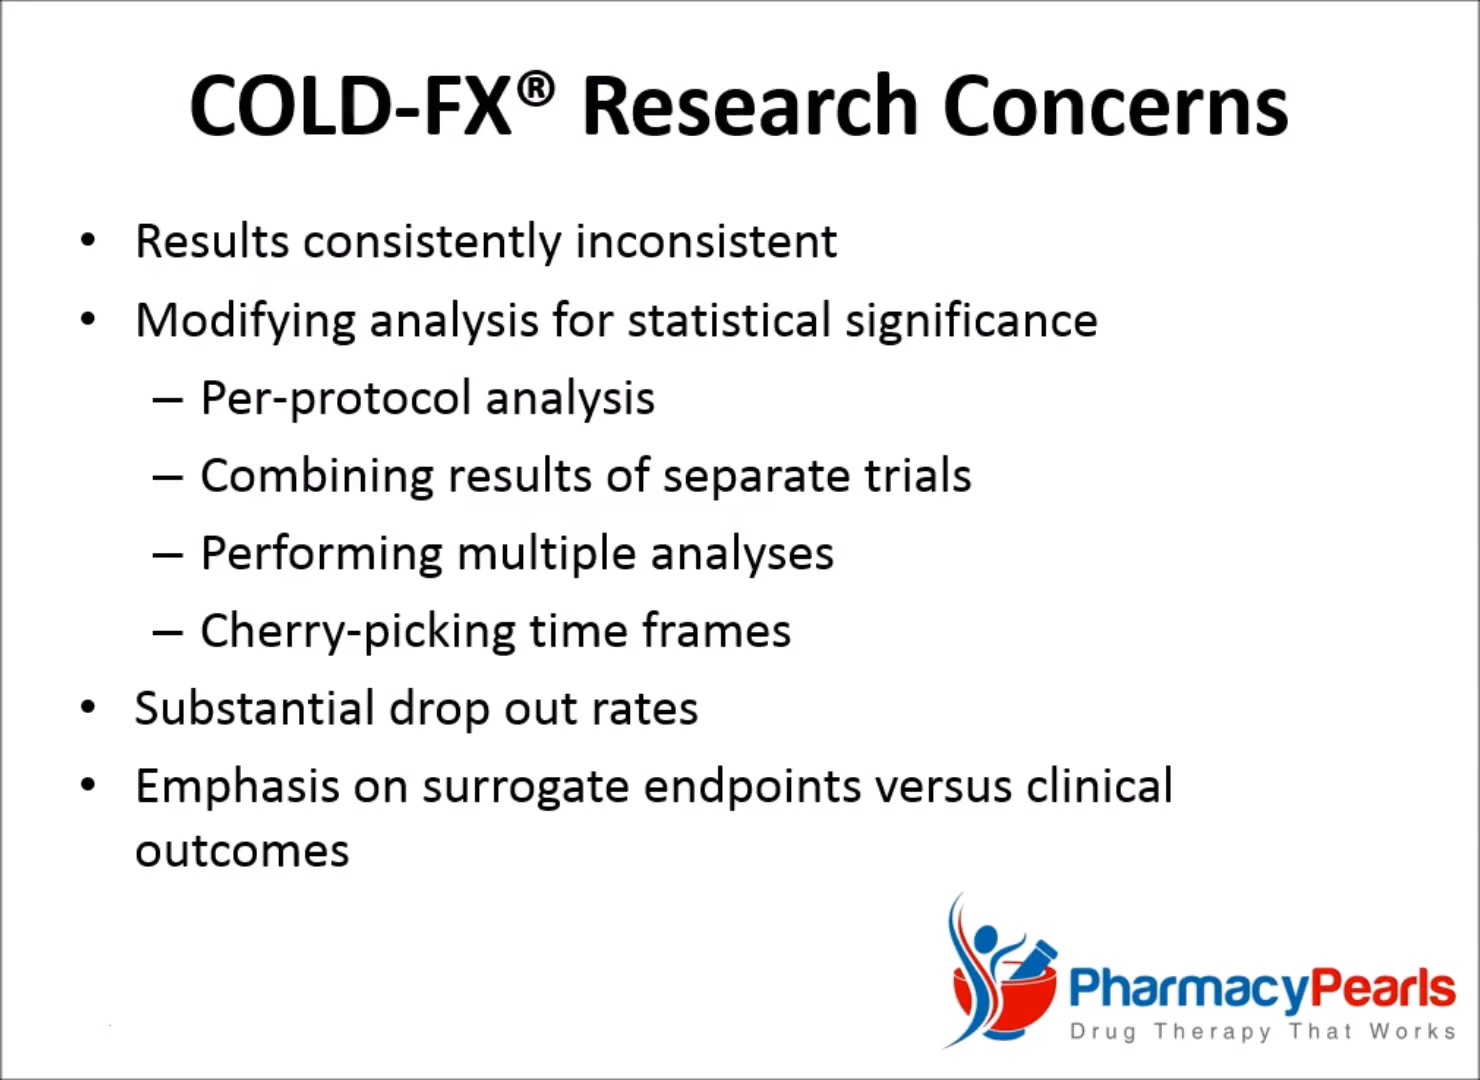 COLD-FX® Research Concerns
• Results consistently inconsistent
• Modifying analysis for statistical significance
– Per-protocol analysis
– Combining results of separate trials
– Performing multiple analyses
– Cherry-picking time frames
• Substantial drop out rates
• Emphasis on surrogate endpoints versus clinical
outcomes
PharmacyPearls
Drug Therapy That Works